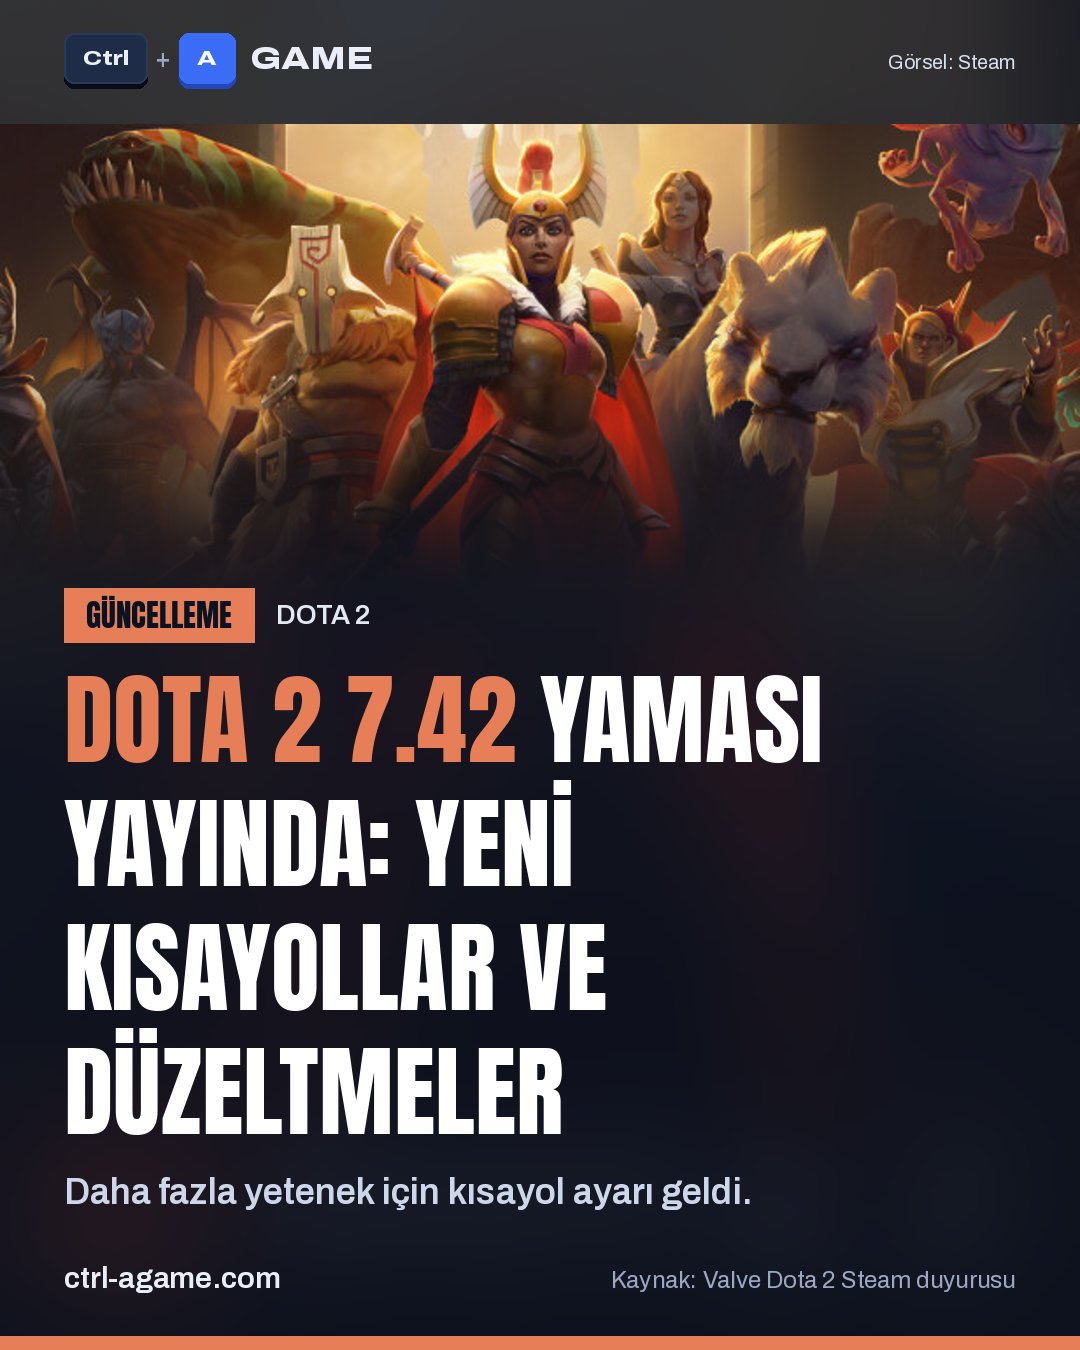 Ctrl + A GAME
Görsel: Steam
GÜNCELLEME DOTA 2
DOTA 2 7.42 YAMASI
YAYINDA: YENİ
KISAYOLLAR VE
DÜZELTMELER
Daha fazla yetenek için kısayol ayarı geldi.
ctrl-agame.com
Kaynak: Valve Dota 2 Steam duyurusu